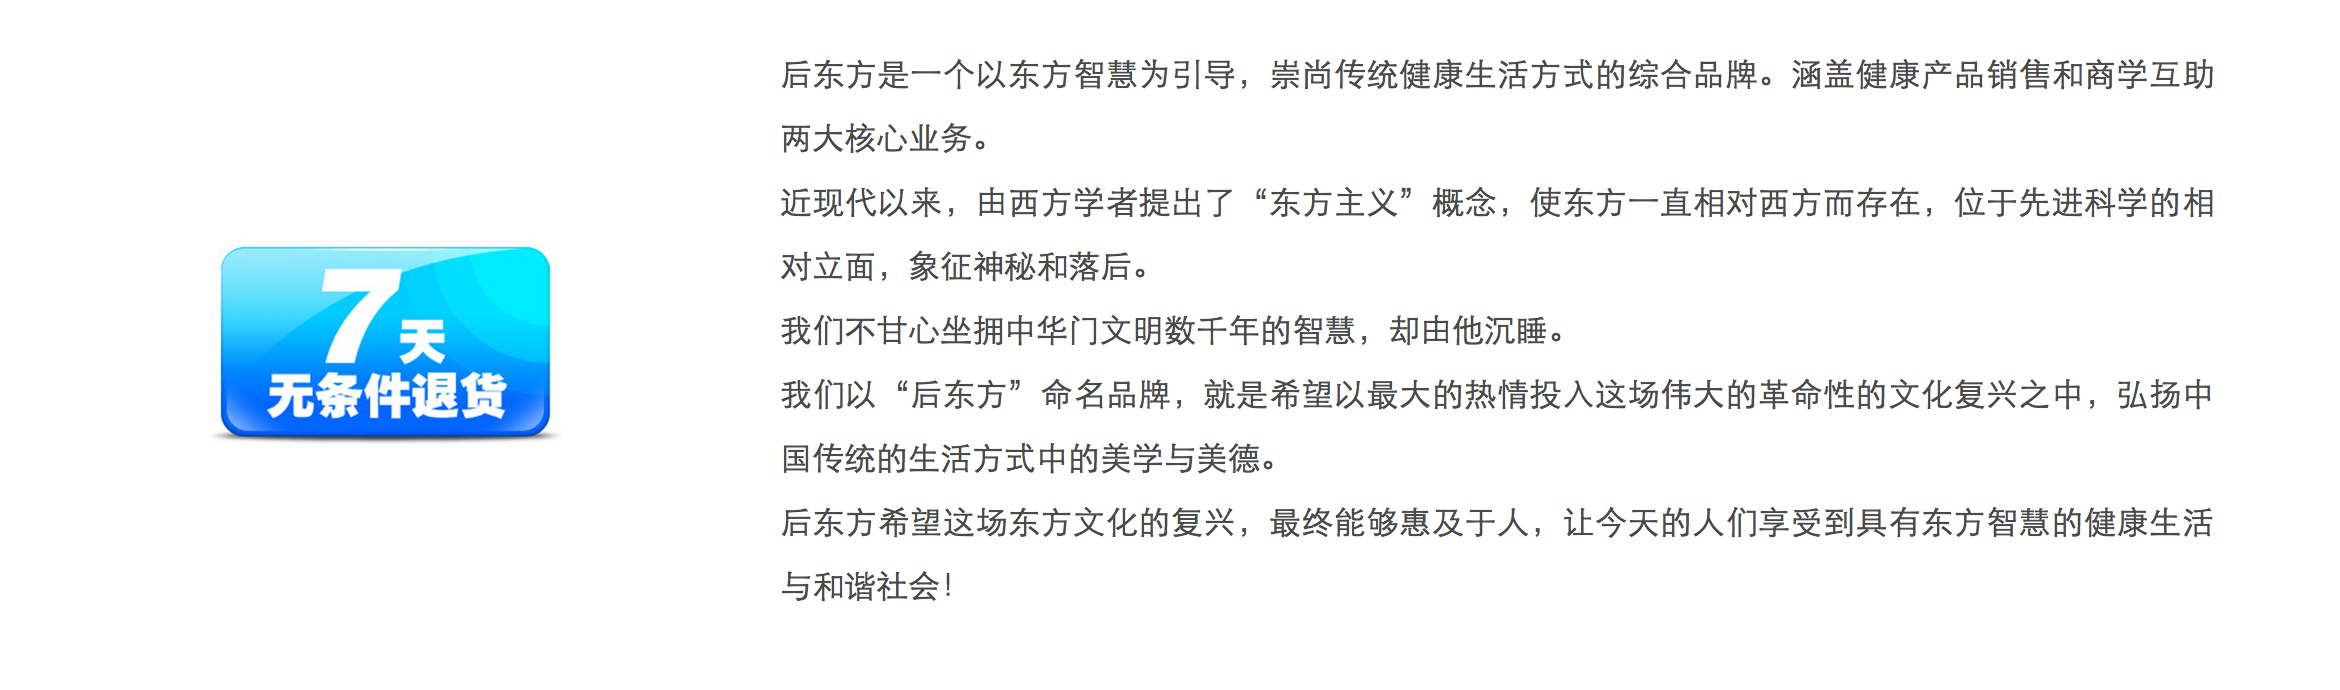 7天
无条件退货
后东方是一个以东方智慧为引导，崇尚传统健康生活方式的综合品牌。涵盖健康产品销售和商学互助
两大核心业务。
近现代以来，由西方学者提出了“东方主义”概念，使东方一直相对西方而存在，位于先进科学的相
对立面，象征神秘和落后。
我们不甘心坐拥中华门文明数千年的智慧，却由他沉睡。
我们以“后东方”命名品牌，就是希望以最大的热情投入这场伟大的革命性的文化复兴之中，弘扬中
国传统的生活方式中的美学与美德。
后东方希望这场东方文化的复兴，最终能够惠及于人，让今天的人们享受到具有东方智慧的健康生活
与和谐社会！